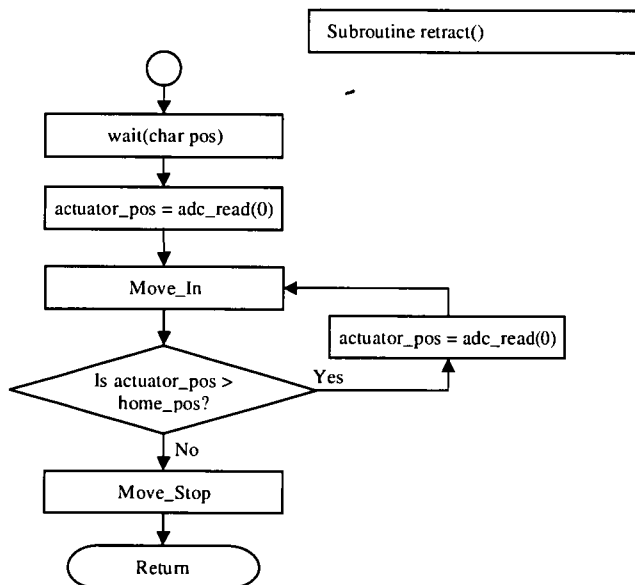 Subroutine retract()
wait(char pos)
actuator_pos = adc_read(0)
Move_In
actuator_pos = adc_read(0)
Is actuator_pos >
home_pos?
Yes
No
Move_Stop
Return